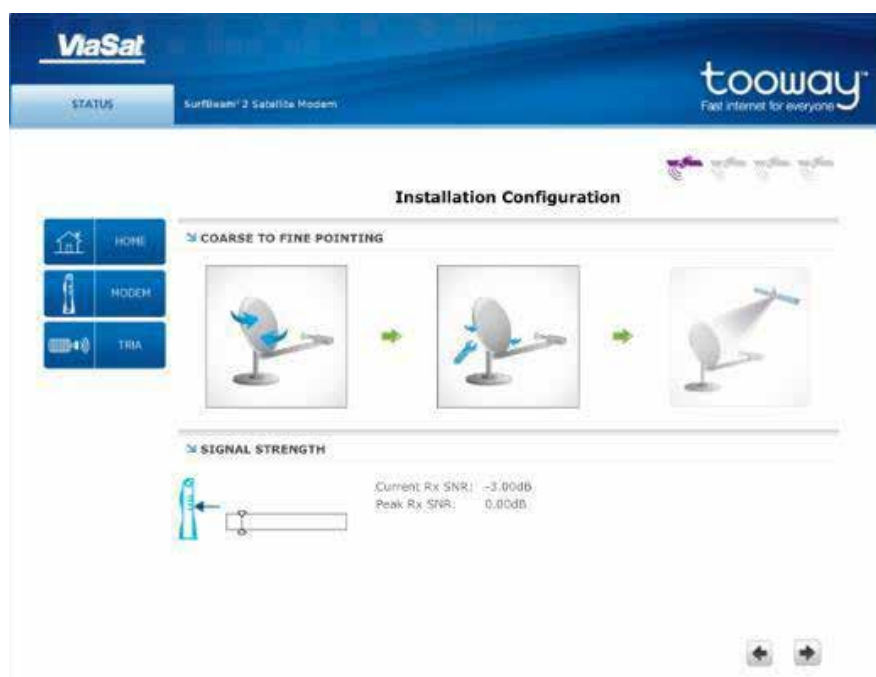 ViaSat
tooway™
Fast internet for everyone
STATUS
SurfBeam® 2 Satellite Modem
Installation Configuration
HOME
COARSE TO FINE POINTING
MODEM
TRIA
SIGNAL STRENGTH
Current Rx SNR: -3.00dB
Peak Rx SNR: 0.00dB